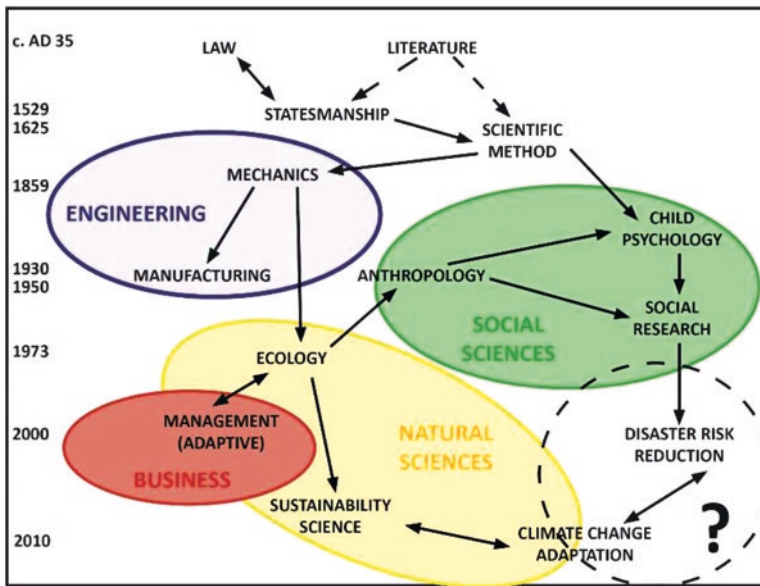 c. AD 35
LAW
LITERATURE
1529
STATESMANSHIP
1625
SCIENTIFIC
METHOD
MECHANICS
1859
ENGINEERING
CHILD
PSYCHOLOGY
1930
MANUFACTURING
ANTHROPOLOGY
1950
SOCIAL
RESEARCH
SOCIAL
SCIENCES
1973
ECOLOGY
MANAGEMENT
(ADAPTIVE)
2000
NATURAL
SCIENCES
DISASTER RISK
REDUCTION
BUSINESS
SUSTAINABILITY
SCIENCE
?
2010
CLIMATE CHANGE
ADAPTATION